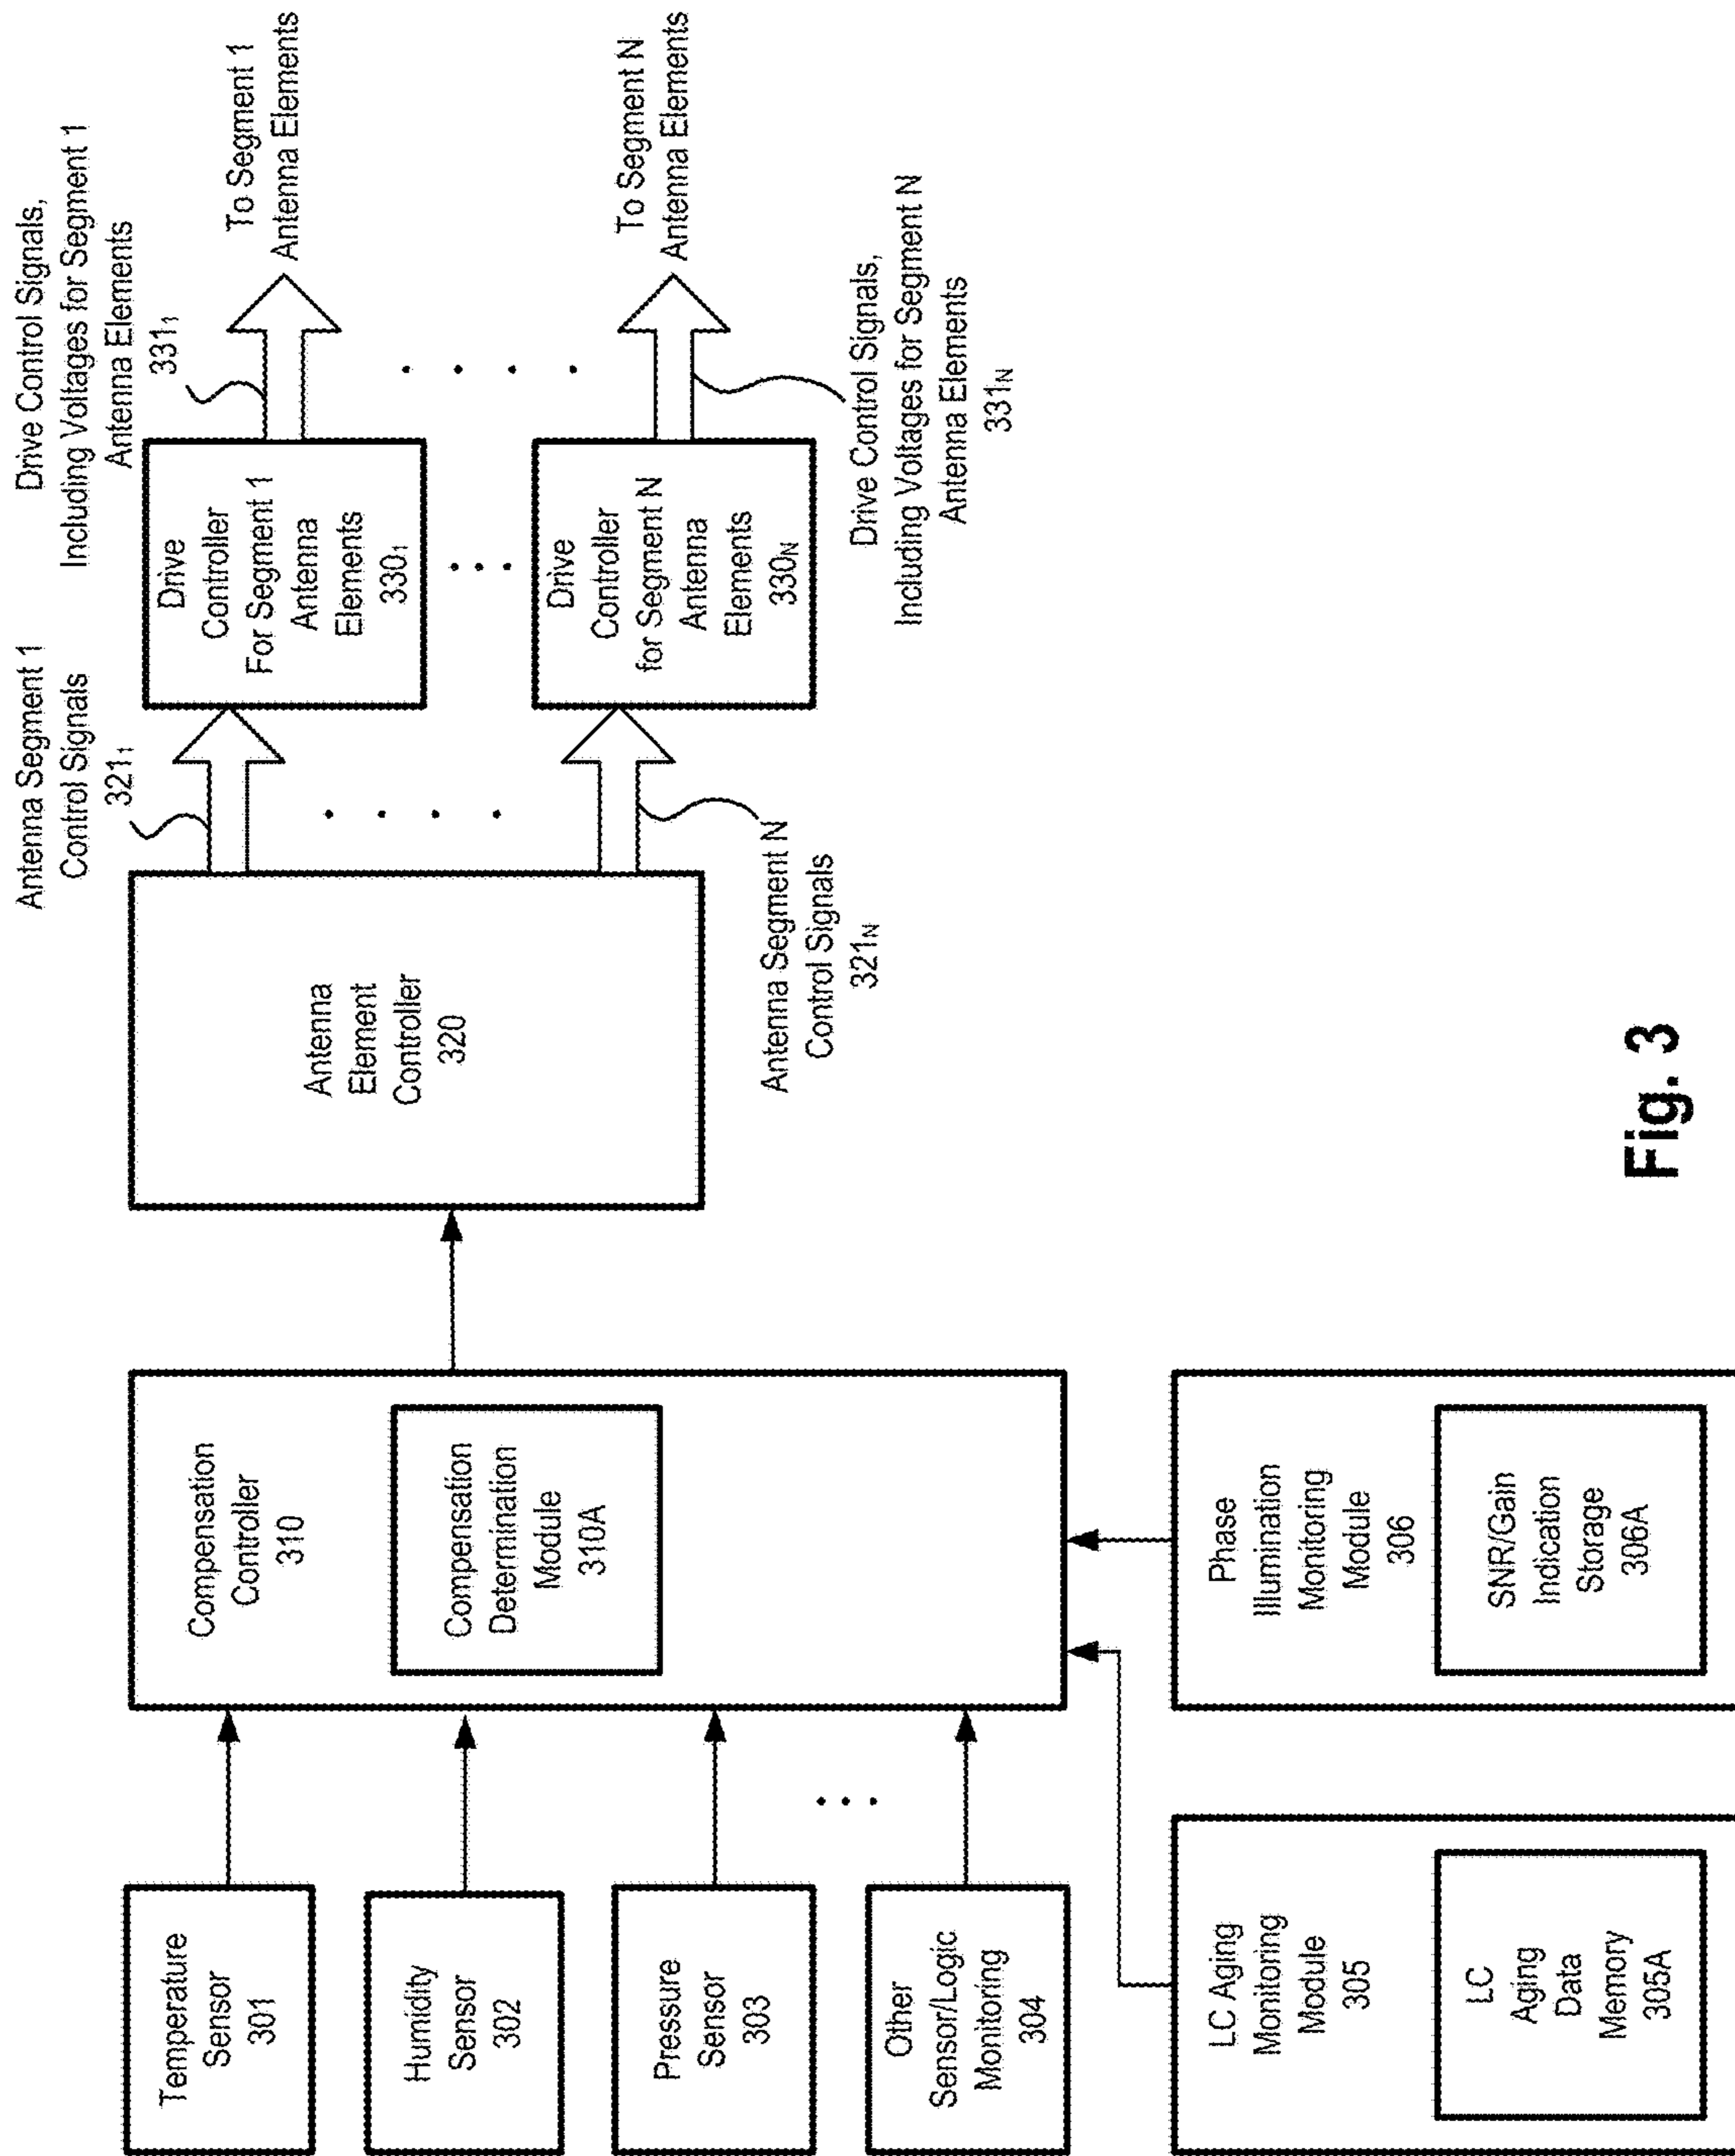 Temperature
Sensor
301
Humidity
Sensor
302
Pressure
Sensor
303
Other
Sensor/Logic
Monitoring
304
LC Aging
Monitoring
Module
305
LC
Aging
Data
Memory
305A
Compensation
Controller
310
Compensation
Determination
Module
310A
Phase
Illumination
Monitoring
Module
306
SNR/Gain
Indication
Storage
306A
Antenna
Element
Controller
320
Antenna Segment 1
Control Signals
321₁
Antenna Segment N
Control Signals
321N
Drive
Controller
For Segment 1
Antenna
Elements
330₁
Drive
Controller
for Segment N
Antenna
Elements
330N
Drive Control Signals,
Including Voltages for Segment 1
Antenna Elements
331₁
To Segment 1
Antenna Elements
To Segment N
Antenna Elements
Drive Control Signals,
Including Voltages for Segment N
Antenna Elements
331N
Fig. 3